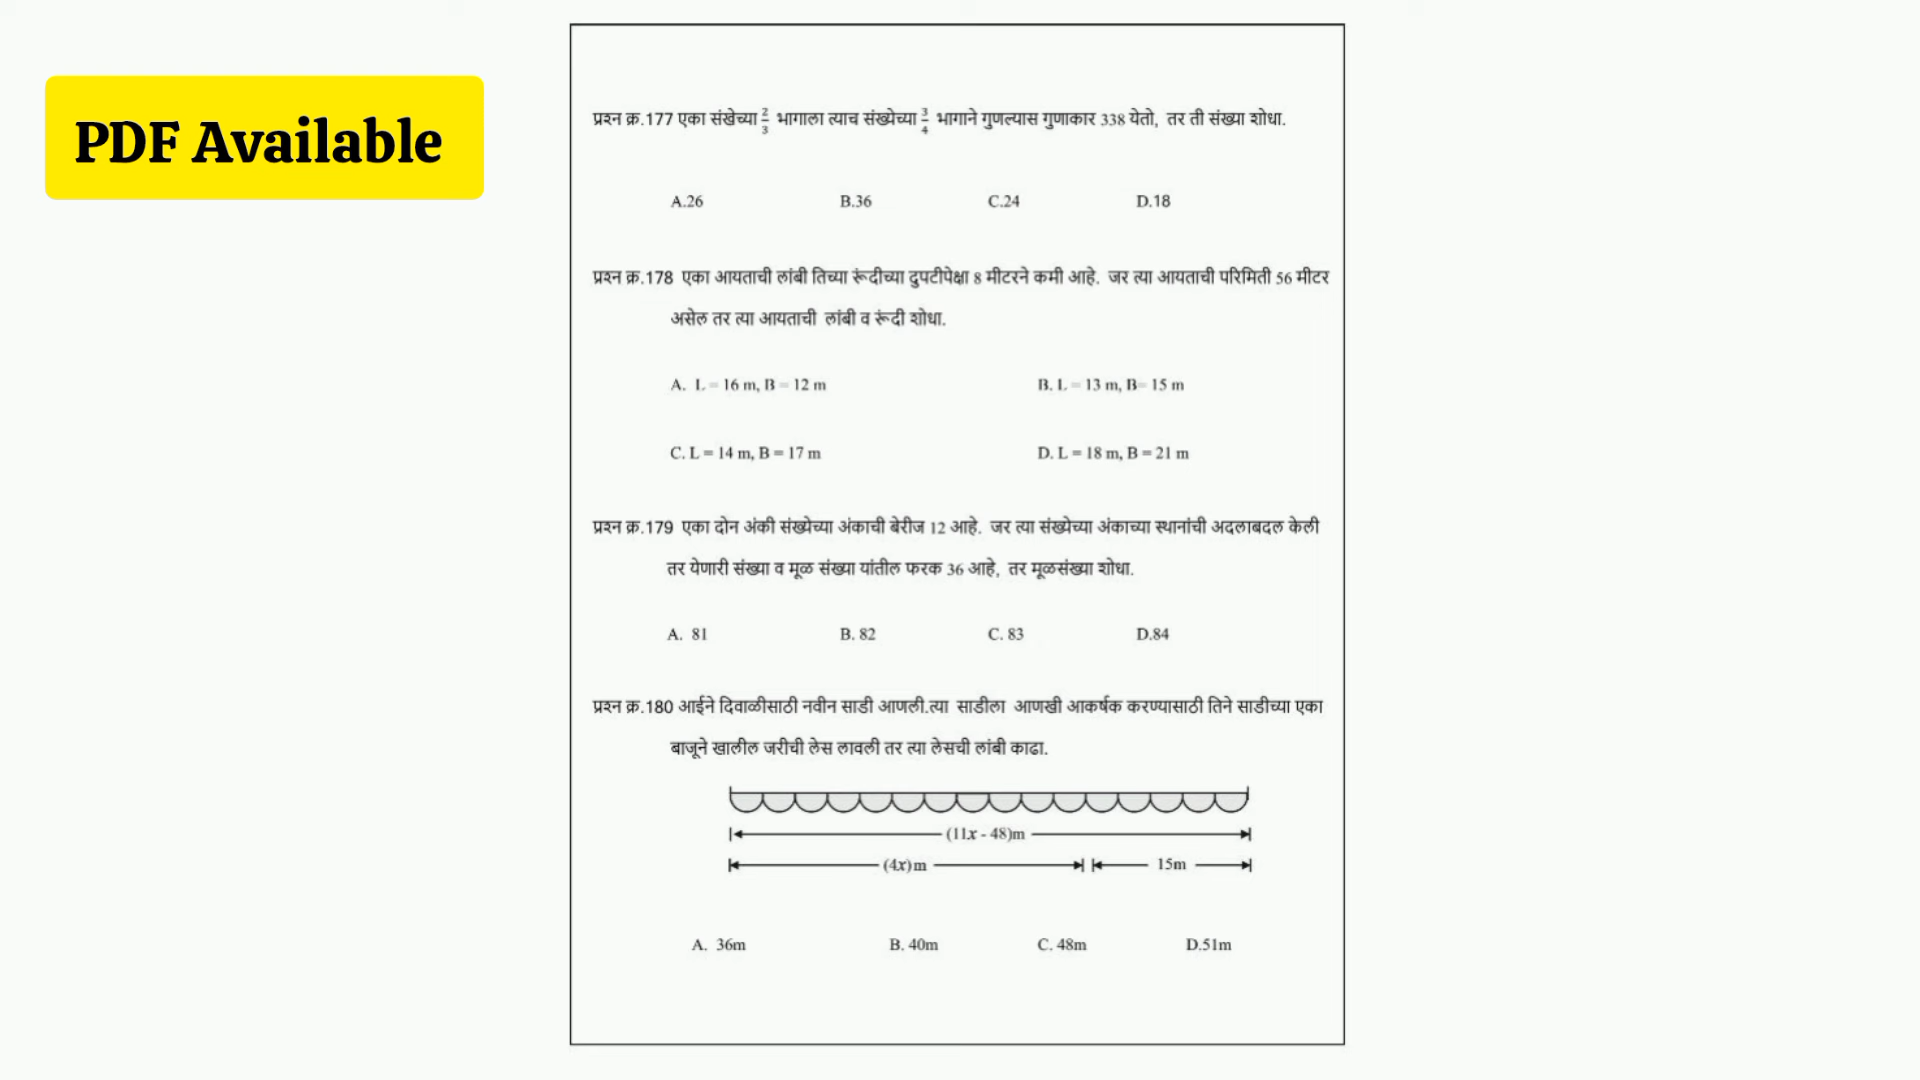 PDF Available
प्रश्न क्र.177 एका संखेच्या 2/3 भागाला त्याच संख्येच्या 3/4 भागाने गुणल्यास गुणाकार 338 येतो, तर ती संख्या शोधा.
A.26 B.36 C.24 D.18
प्रश्न क्र.178 एका आयताची लांबी तिच्या रूंदीच्या दुपटीपेक्षा 8 मीटरने कमी आहे. जर त्या आयताची परिमिती 56 मीटर
असेल तर त्या आयताची लांबी व रूंदी शोधा.
A. L = 16 m, B = 12 m B. L = 13 m, B= 15 m
C. L = 14 m, B = 17 m D. L = 18 m, B = 21 m
प्रश्न क्र.179 एका दोन अंकी संख्येच्या अंकाची बेरीज 12 आहे. जर त्या संख्येच्या अंकाच्या स्थानांची अदलाबदल केली
तर येणारी संख्या व मूळ संख्या यांतील फरक 36 आहे, तर मूळसंख्या शोधा.
A. 81 B. 82 C. 83 D.84
प्रश्न क्र.180 आईने दिवाळीसाठी नवीन साडी आणली.त्या साडीला आणखी आकर्षक करण्यासाठी तिने साडीच्या एका
बाजूने खालील जरीची लेस लावली तर त्या लेसची लांबी काढा.
(11x - 48)m
(4x)m 15m
A. 36m B. 40m C. 48m D.51m